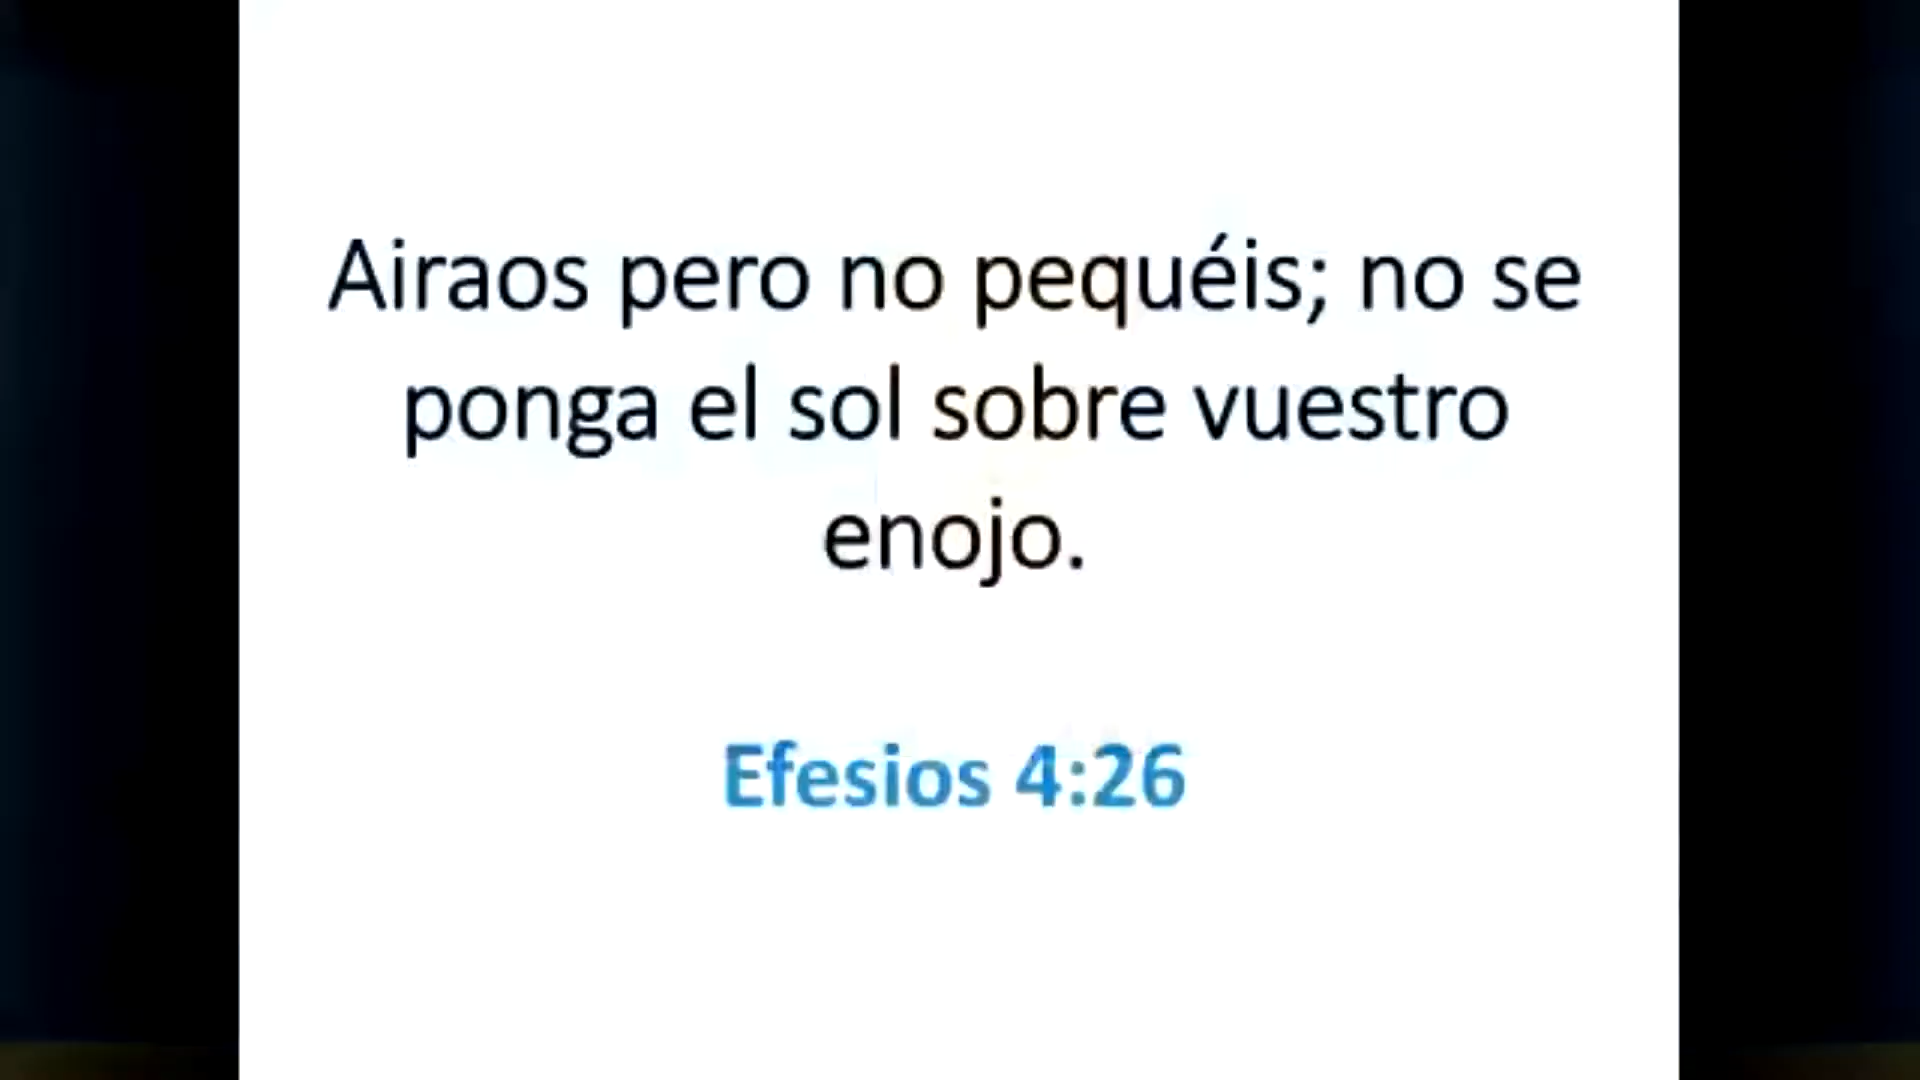 Airaos pero no pequéis; no se
ponga el sol sobre vuestro
enojo.
Efesios 4:26